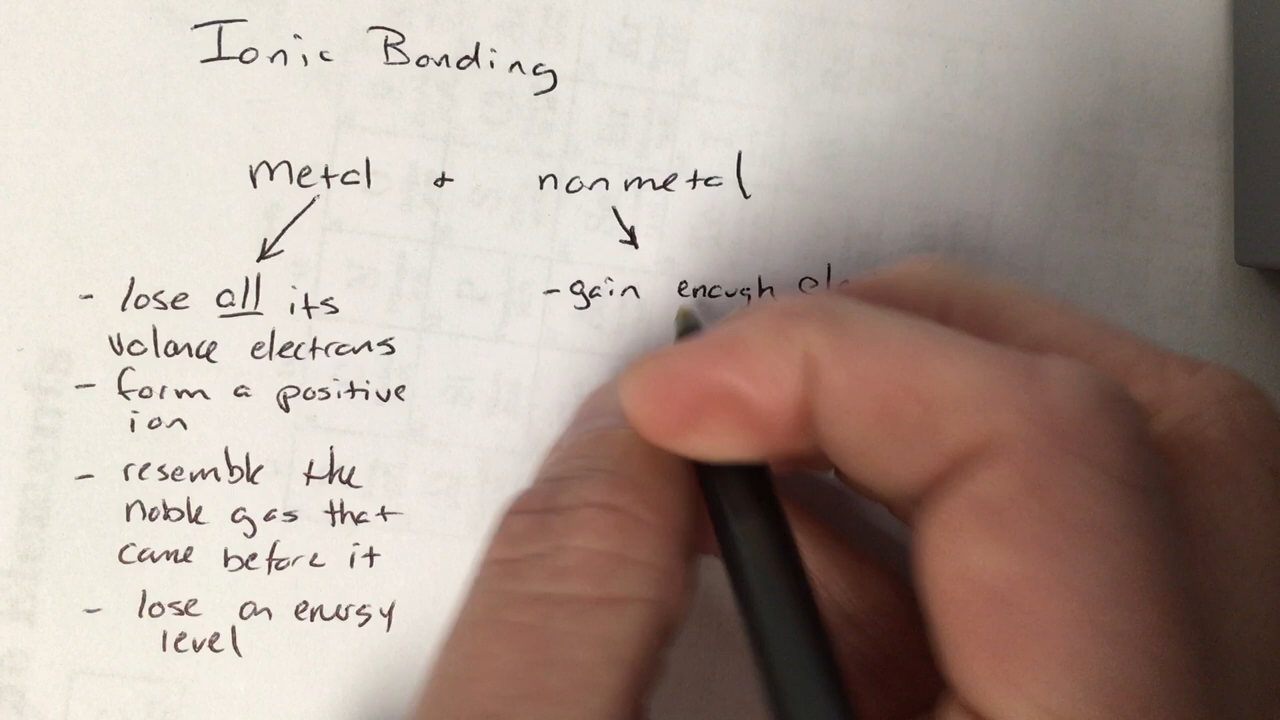 Ionic Bonding
metal + nonmetal
- lose all its
valance electrons
- form a positive
ion
- resemble the
noble gas that
came before it
- lose an energy
level
- gain enough